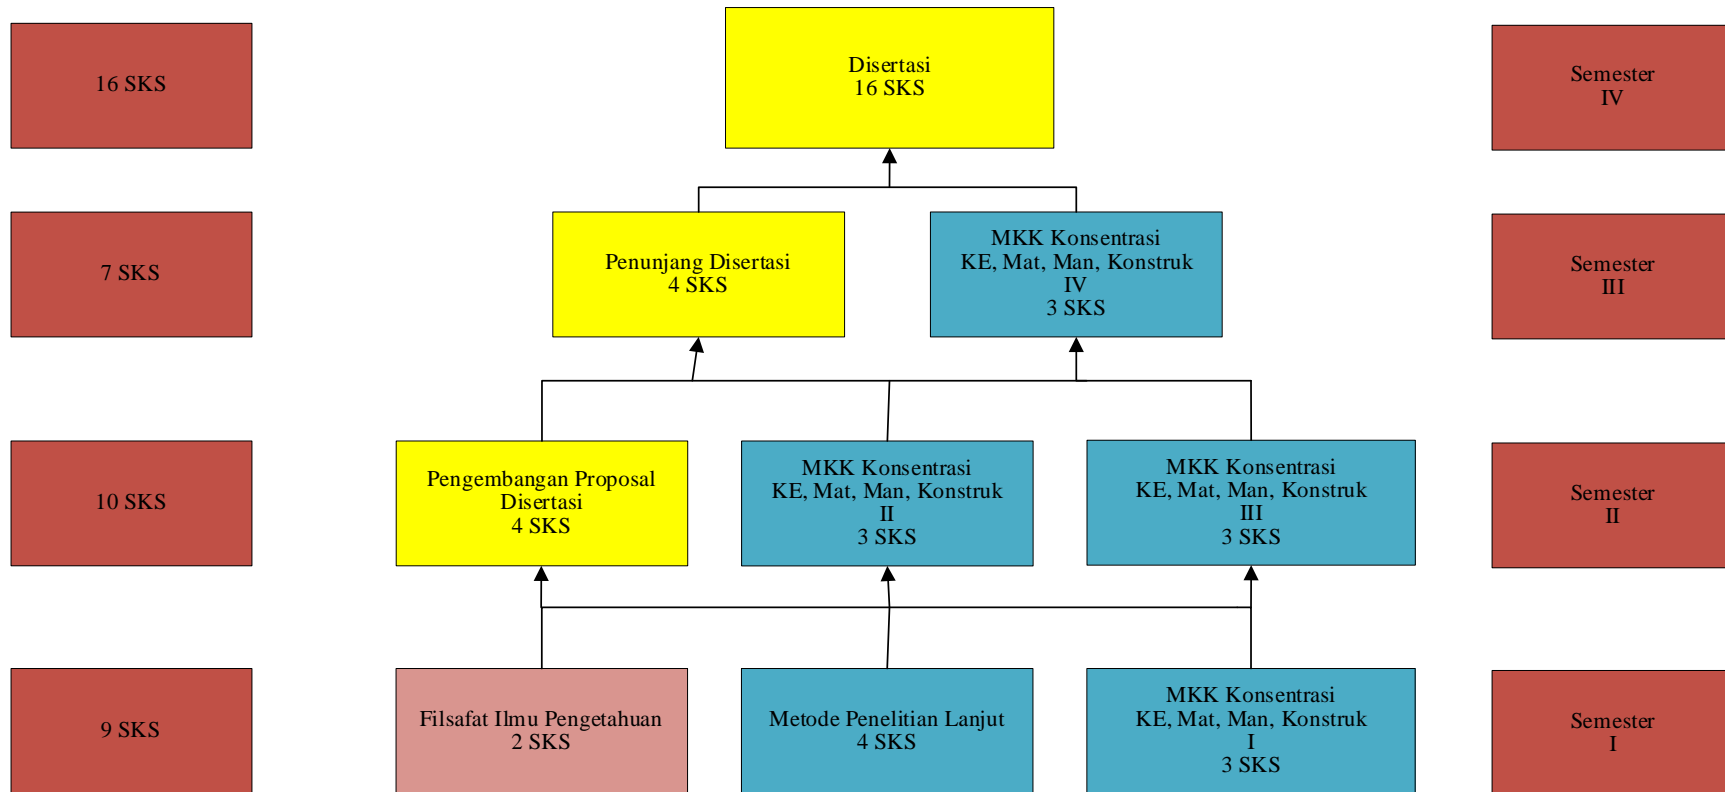 16 SKS
Disertasi
16 SKS
Semester
IV
7 SKS
Penunjang Disertasi
4 SKS
MKK Konsentrasi
KE, Mat, Man, Konstruk
IV
3 SKS
Semester
III
10 SKS
Pengembangan Proposal
Disertasi
4 SKS
MKK Konsentrasi
KE, Mat, Man, Konstruk
II
3 SKS
MKK Konsentrasi
KE, Mat, Man, Konstruk
III
3 SKS
Semester
II
9 SKS
Filsafat Ilmu Pengetahuan
2 SKS
Metode Penelitian Lanjut
4 SKS
MKK Konsentrasi
KE, Mat, Man, Konstruk
I
3 SKS
Semester
I